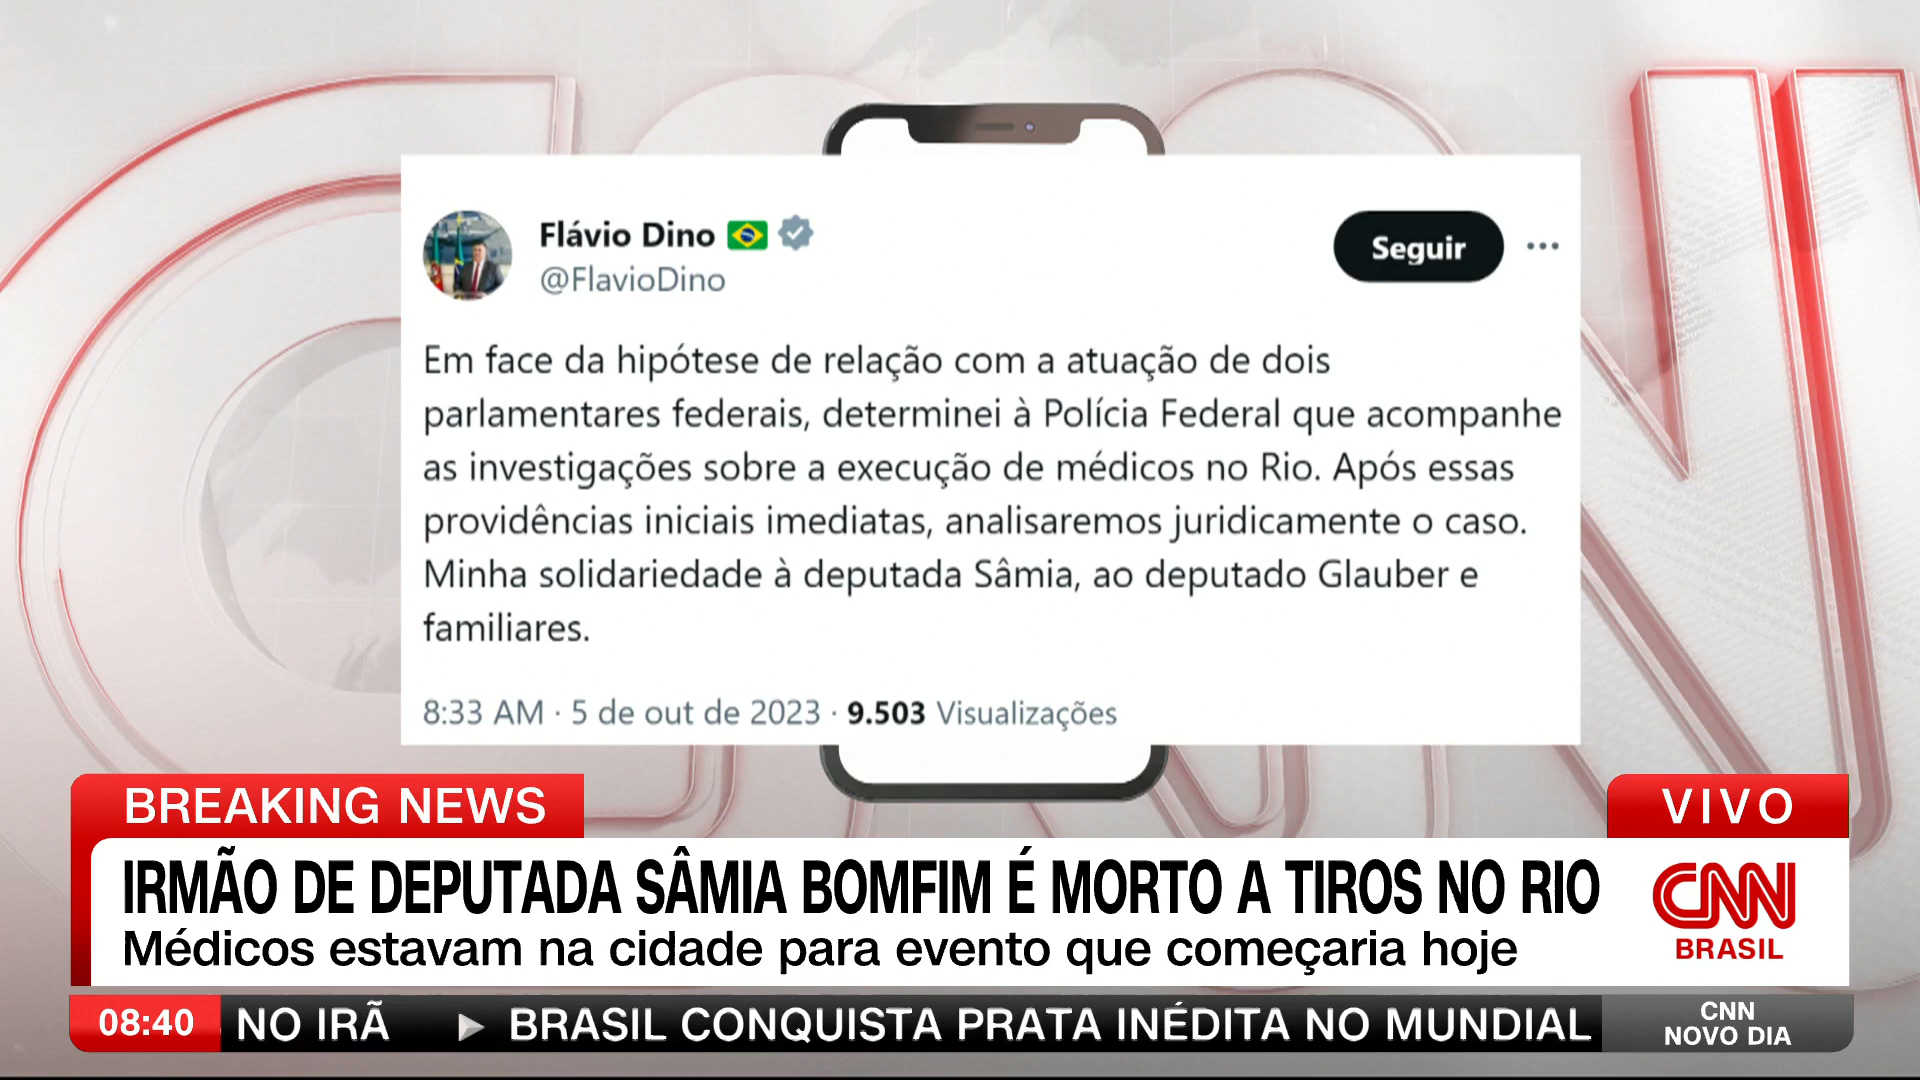 Flávio Dino
@FlavioDino
Seguir
Em face da hipótese de relação com a atuação de dois
parlamentares federais, determinei à Polícia Federal que acompanhe
as investigações sobre a execução de médicos no Rio. Após essas
providências iniciais imediatas, analisaremos juridicamente o caso.
Minha solidariedade à deputada Sâmia, ao deputado Glauber e
familiares.
8:33 AM · 5 de out de 2023 · 9.503 Visualizações
BREAKING NEWS
VIVO
IRMÃO DE DEPUTADA SÂMIA BOMFIM É MORTO A TIROS NO RIO
Médicos estavam na cidade para evento que começaria hoje
CNN
BRASIL
08:40
NO IRÃ
BRASIL CONQUISTA PRATA INÉDITA NO MUNDIAL
CNN
NOVO DIA